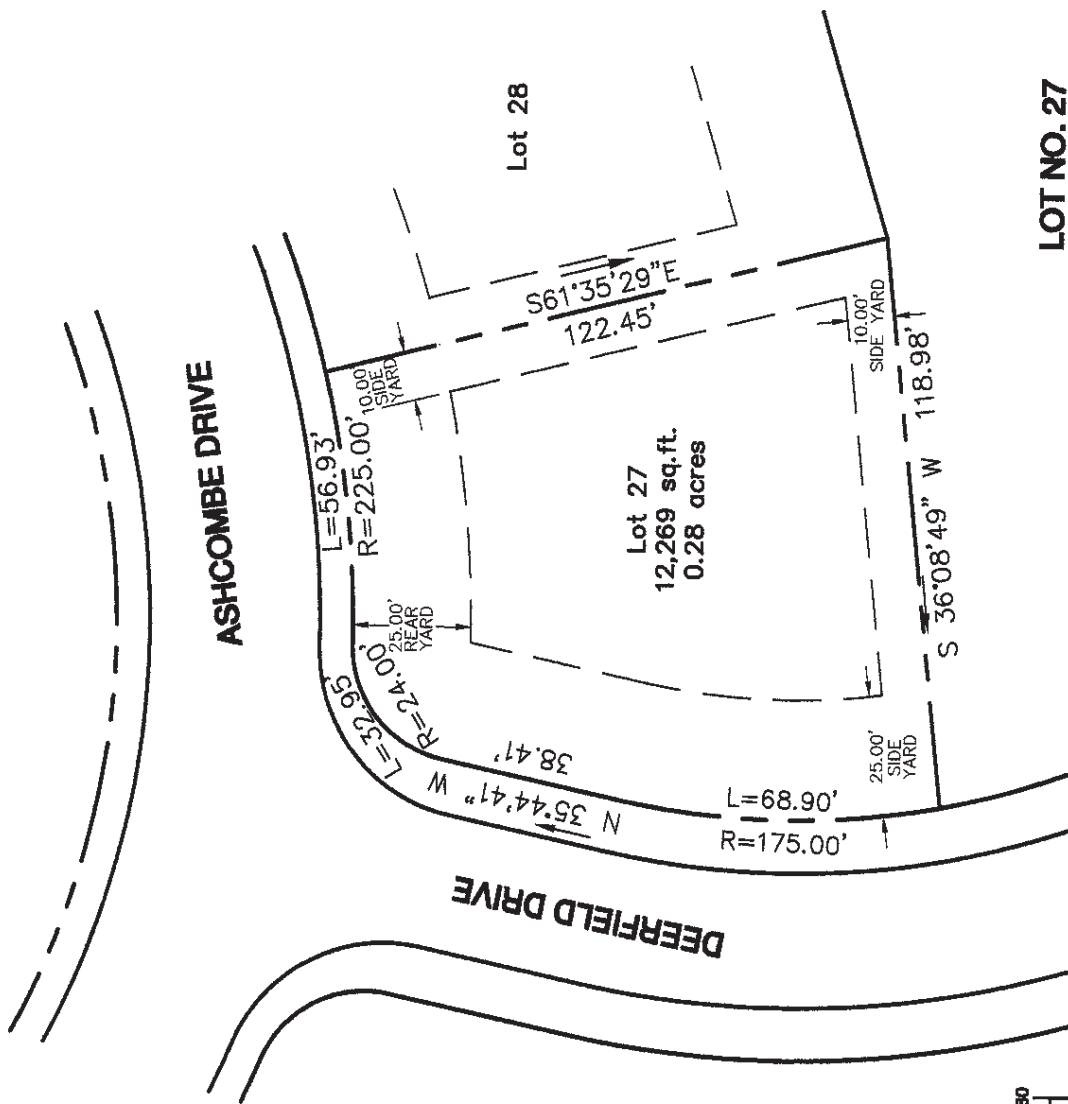 ASHCOMBE DRIVE
Lot 28
S61°35'29"E
122.45'
10.00'
SIDE
YARD
L=56.93'
R=225.00'
25.00'
REAR
YARD
L=32.95'
R=24.00'
Lot 27
12,269 sq.ft.
0.28 acres
10.00'
SIDE YARD
S 36°08'49" W 118.98'
25.00'
SIDE
YARD
N 35°44'41" W
38.41'
L=68.90'
R=175.00'
DEERFIELD DRIVE
LOT NO. 27
60